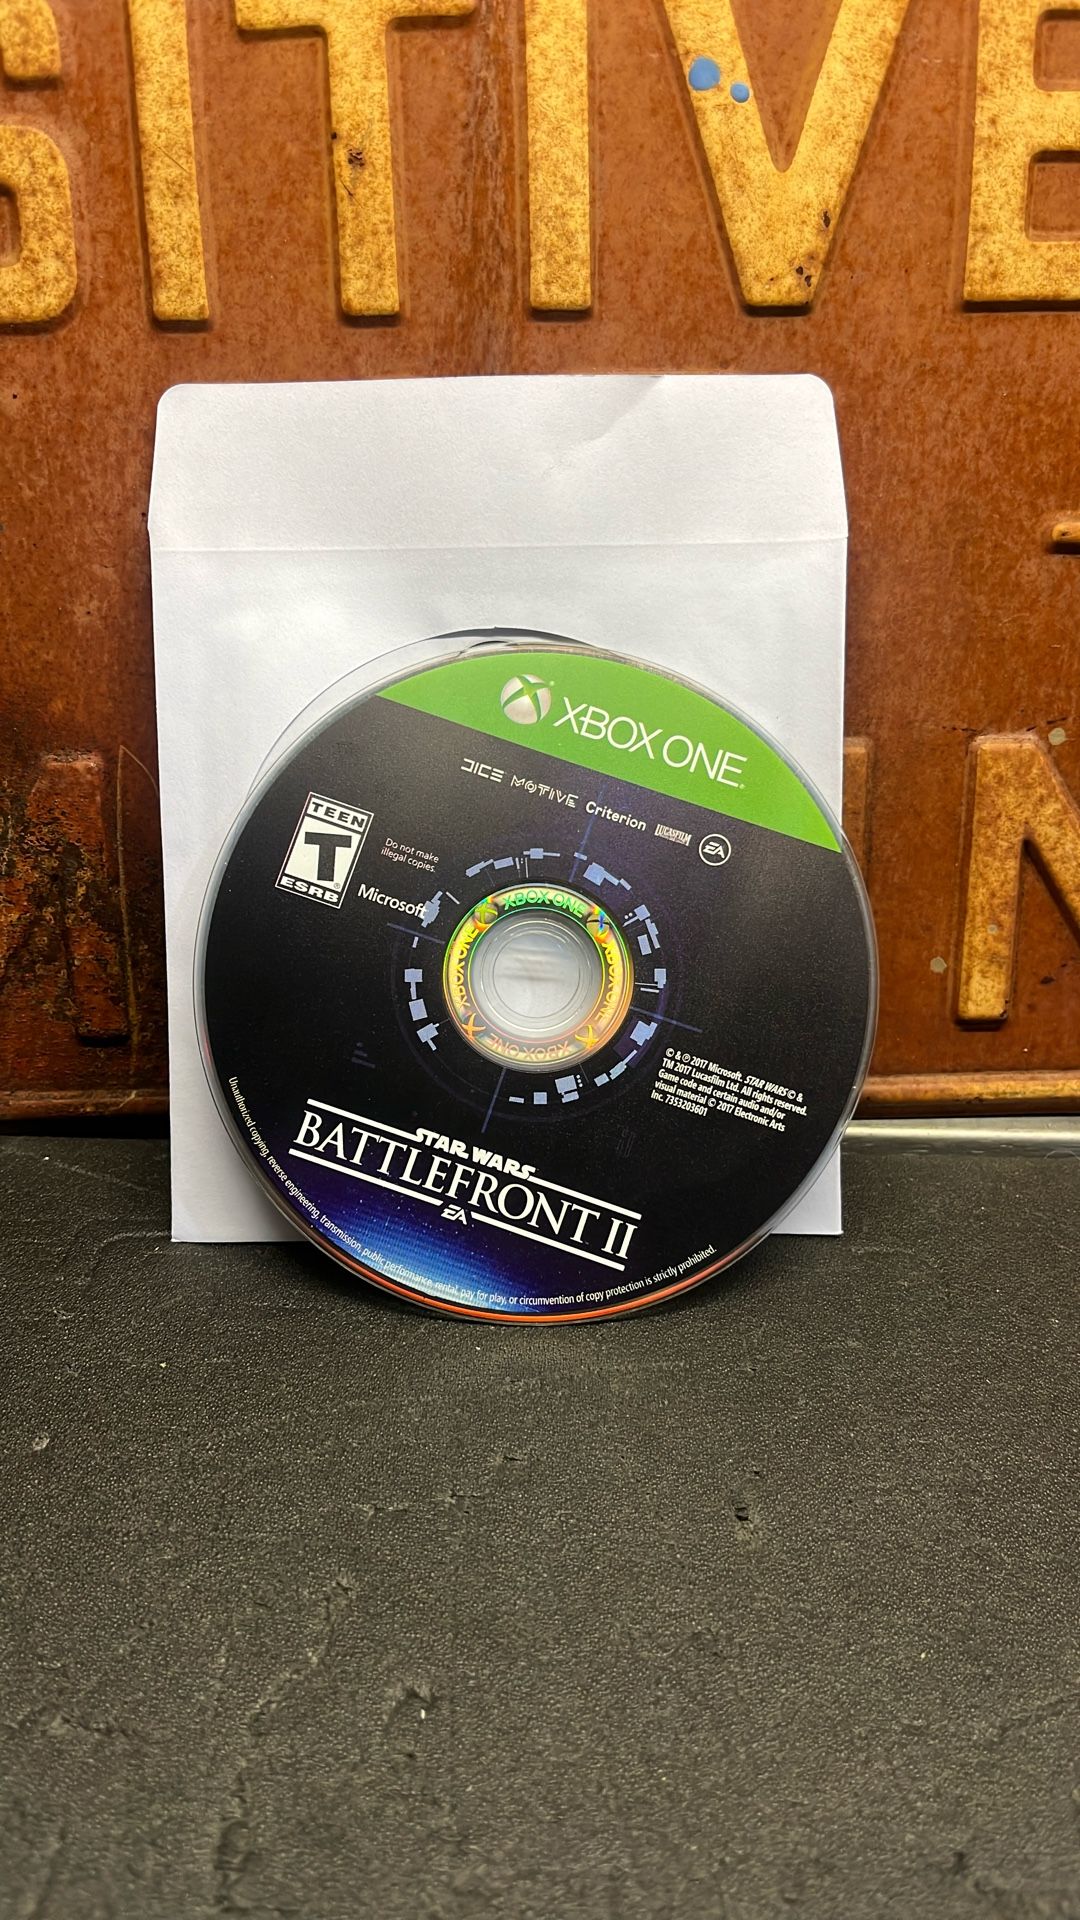 SITIVE
XBOX ONE
DICE MOTIVE Criterion LUCASFILM EA
TEEN
T
ESRB
Do not make
illegal copies.
Microsoft
XBOX ONE
XBOX ONE
XBOX ONE
XBOX ONE
© & ℗ 2017 Microsoft. STAR WARS © &
TM 2017 Lucasfilm Ltd. All rights reserved.
Game code and certain audio and/or
visual material © 2017 Electronic Arts
Inc. 7353203601
STAR WARS
BATTLEFRONT II
EA
Unauthorized copying, reverse engineering, transmission, public performance, rental, pay for play, or circumvention of copy protection is strictly prohibited.